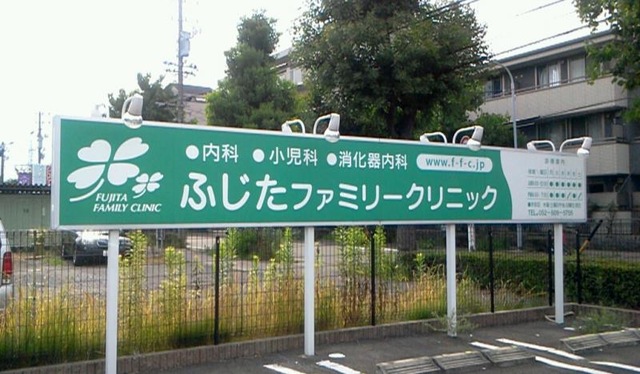 ●内科 ●小児科 ●消化器内科 www.f-f-c.jp
ふじたファミリークリニック
FUJITA
FAMILY CLINIC